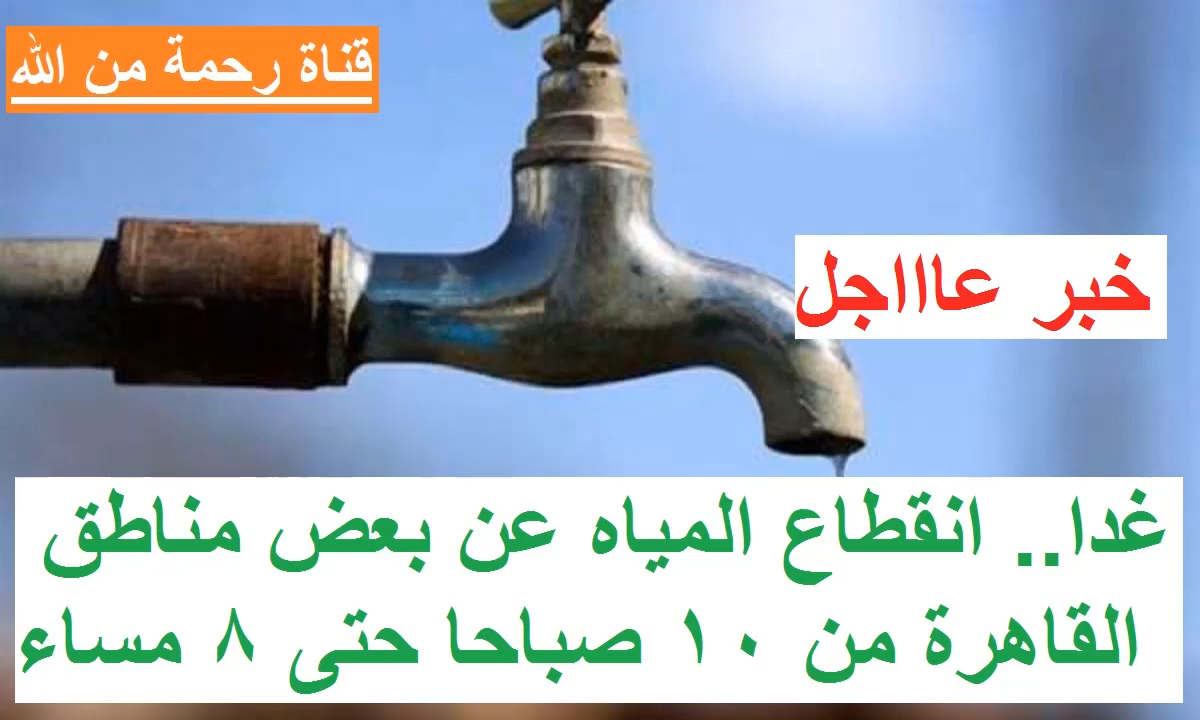 قناة رحمة من الله
خبر عاااجل
غدا.. انقطاع المياه عن بعض مناطق
القاهرة من ١٠ صباحا حتى ٨ مساء